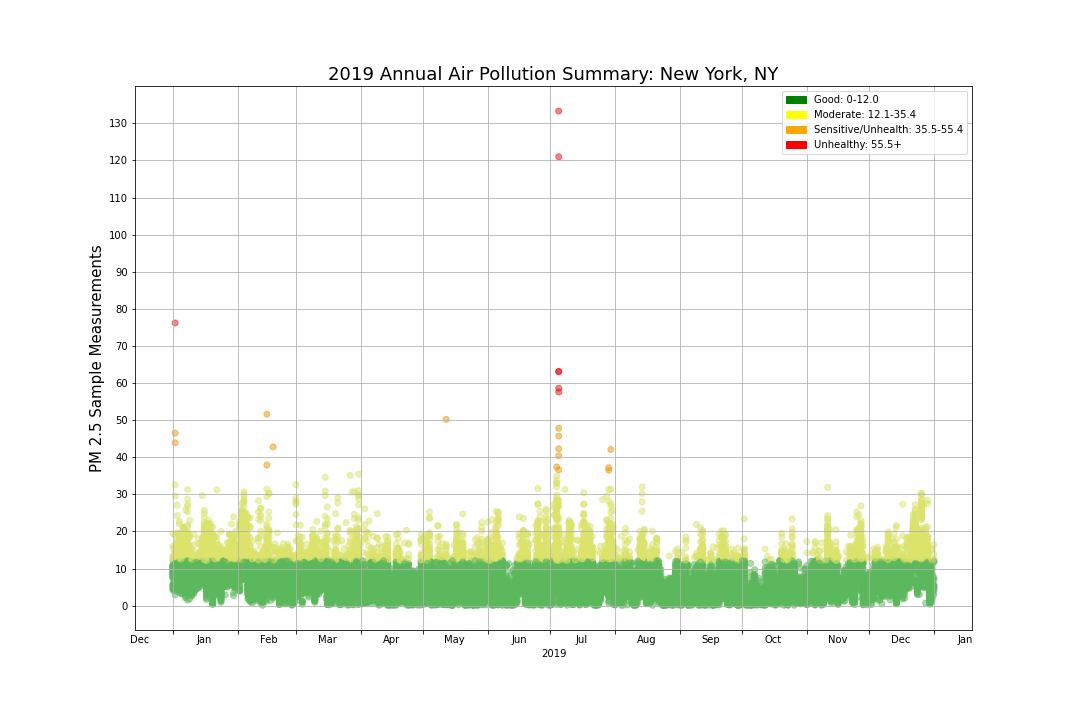 2019 Annual Air Pollution Summary: New York, NY
Good: 0-12.0
Moderate: 12.1-35.4
Sensitive/Unhealth: 35.5-55.4
Unhealthy: 55.5+
PM 2.5 Sample Measurements
130
120
110
100
90
80
70
60
50
40
30
20
10
0
Dec Jan Feb Mar Apr May Jun Jul Aug Sep Oct Nov Dec Jan
2019